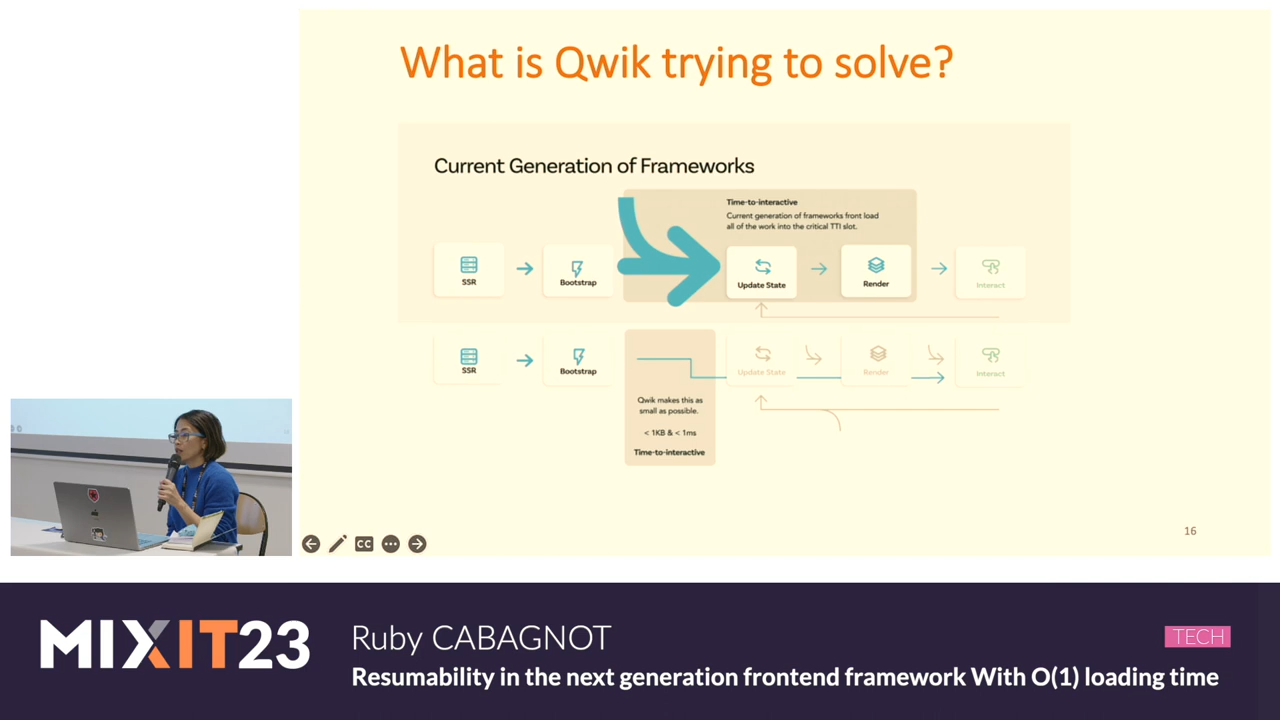 What is Qwik trying to solve?
Current Generation of Frameworks
Time-to-interactive
Current generation of frameworks front load
all of the work into the critical TTI slot.
SSR
Bootstrap
Update State
Render
Interact
SSR
Bootstrap
Update State
Render
Interact
Qwik makes this as
small as possible.
< 1KB & < 1ms
Time-to-interactive
16
CC
MIXIT23
Ruby CABAGNOT
TECH
Resumability in the next generation frontend framework With O(1) loading time